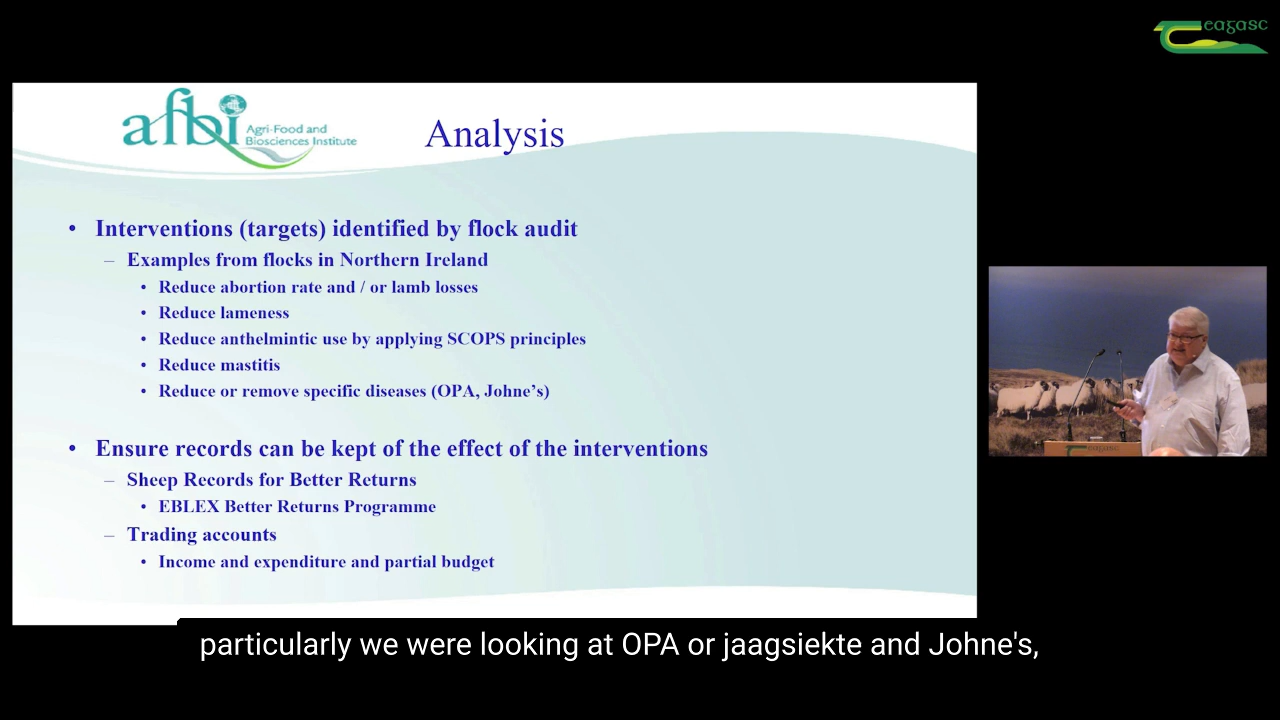 eagasc
afbi Agri-Food and
Biosciences Institute
Analysis
• Interventions (targets) identified by flock audit
– Examples from flocks in Northern Ireland
• Reduce abortion rate and / or lamb losses
• Reduce lameness
• Reduce anthelmintic use by applying SCOPS principles
• Reduce mastitis
• Reduce or remove specific diseases (OPA, Johne’s)
• Ensure records can be kept of the effect of the interventions
– Sheep Records for Better Returns
• EBLEX Better Returns Programme
– Trading accounts
• Income and expenditure and partial budget
eagasc
particularly we were looking at OPA or jaagsiekte and Johne's,